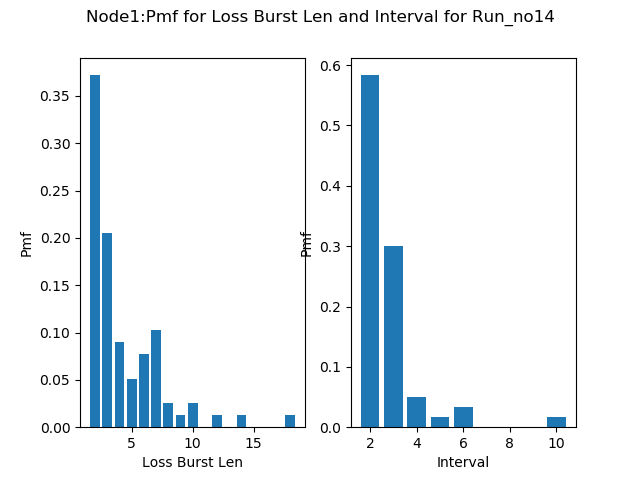 Node1:Pmf for Loss Burst Len and Interval for Run_no14
Pmf
0.35
0.30
0.25
0.20
0.15
0.10
0.05
0.00
5 10 15
Loss Burst Len
Pmf
0.6
0.5
0.4
0.3
0.2
0.1
0.0
2 4 6 8 10
Interval